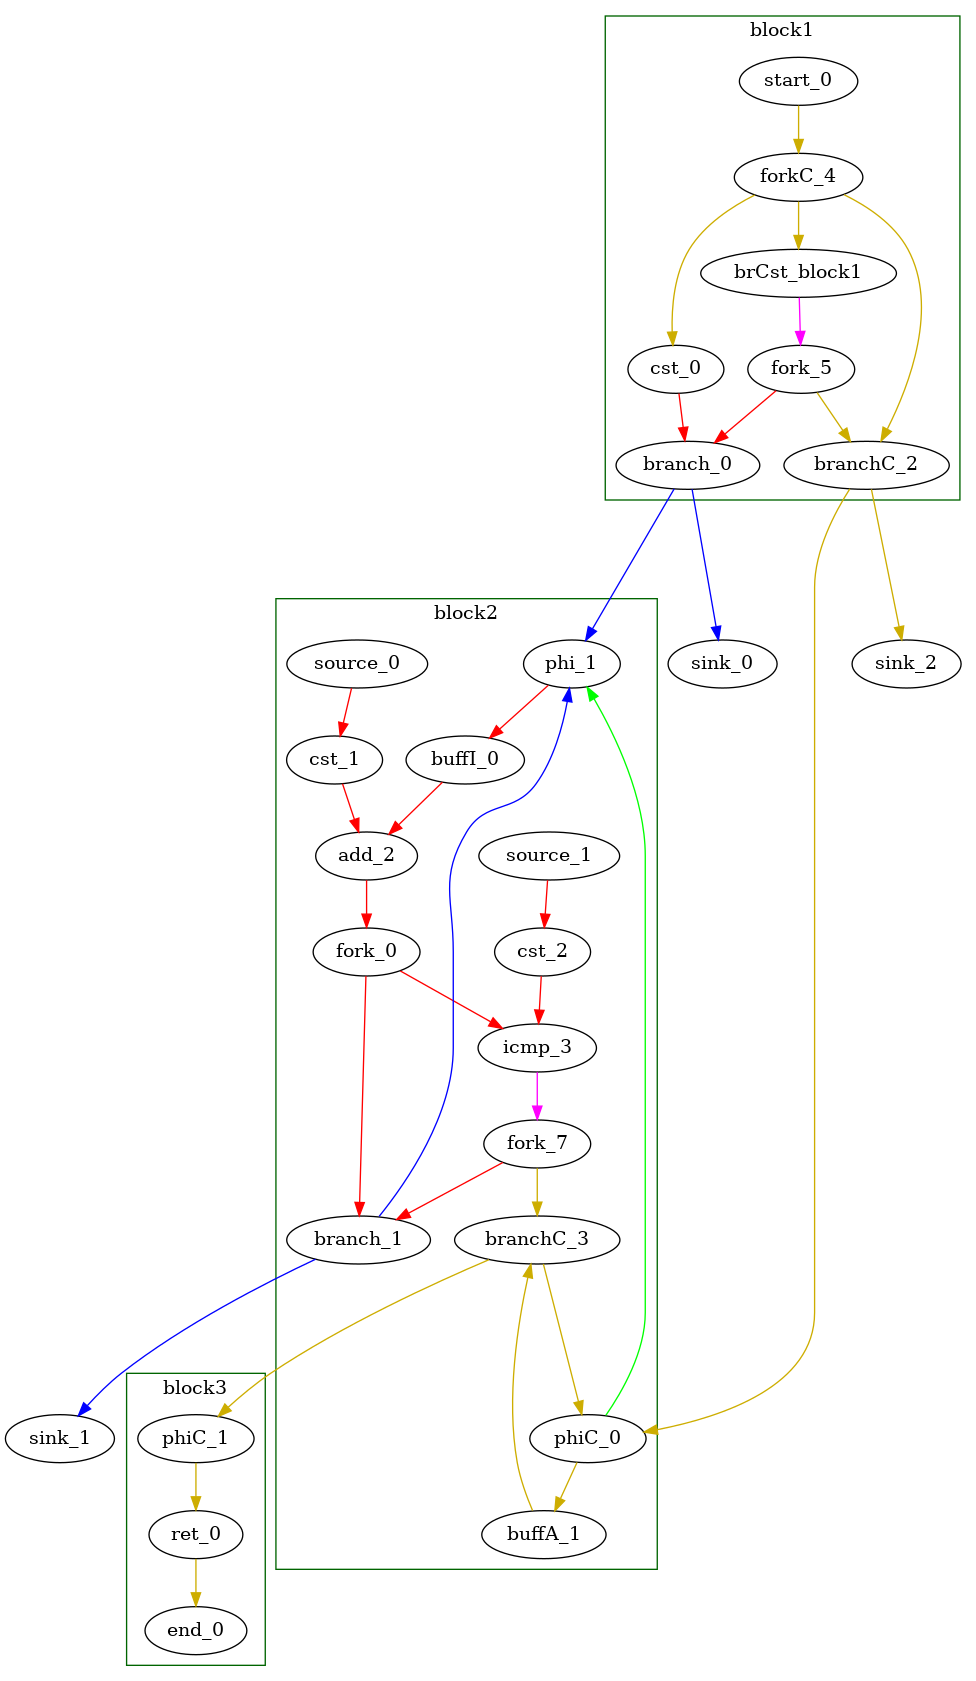 block1
start_0
forkC_4
brCst_block1
cst_0
fork_5
branch_0
branchC_2
block2
source_0
phi_1
sink_0
sink_2
cst_1
buffI_0
add_2
source_1
fork_0
cst_2
icmp_3
fork_7
branch_1
branchC_3
block3
sink_1
phiC_1
phiC_0
ret_0
buffA_1
end_0